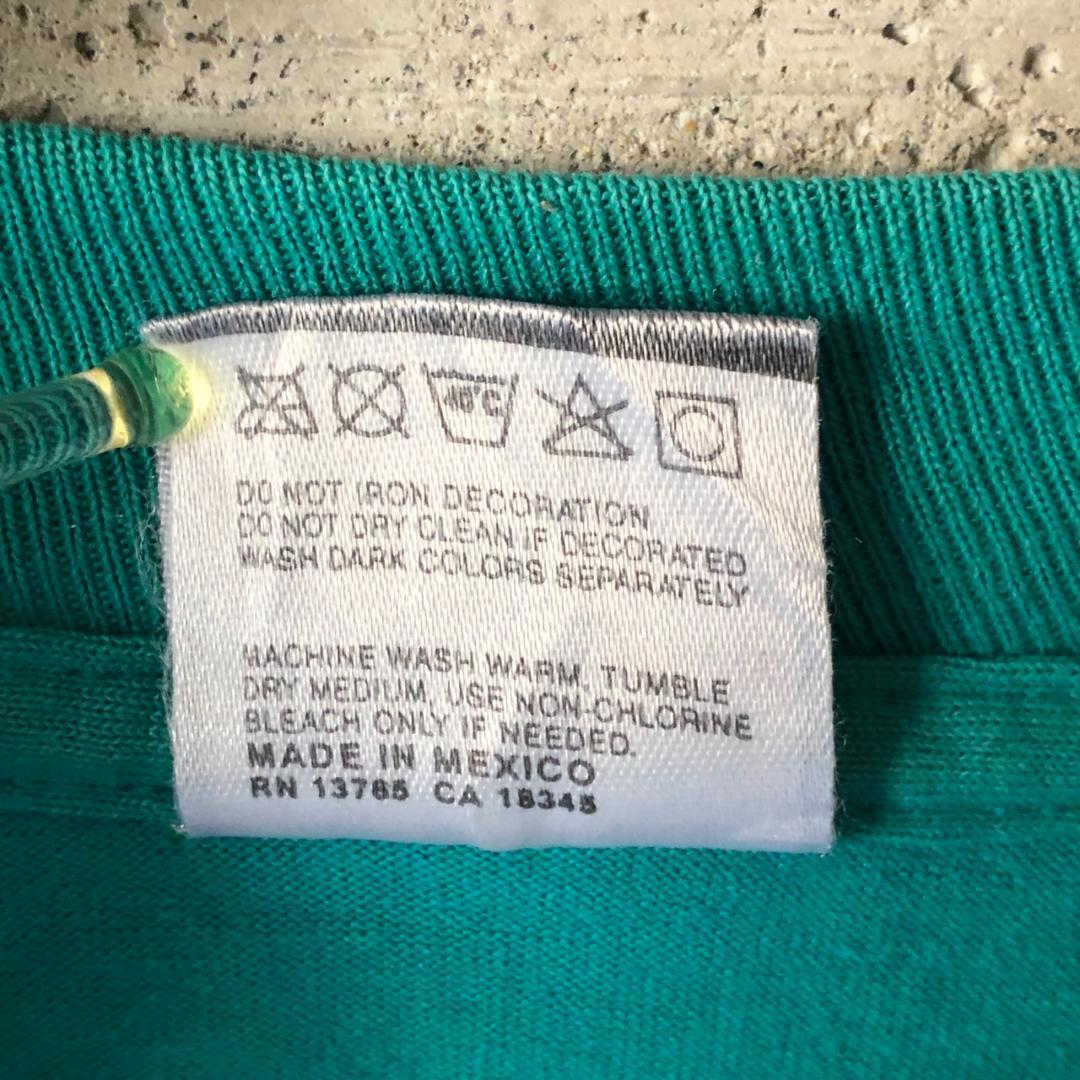 40°C
DO NOT IRON DECORATION
DO NOT DRY CLEAN IF DECORATED
WASH DARK COLORS SEPARATELY
MACHINE WASH WARM, TUMBLE
DRY MEDIUM, USE NON-CHLORINE
BLEACH ONLY IF NEEDED.
MADE IN MEXICO
RN 13765 CA 18345